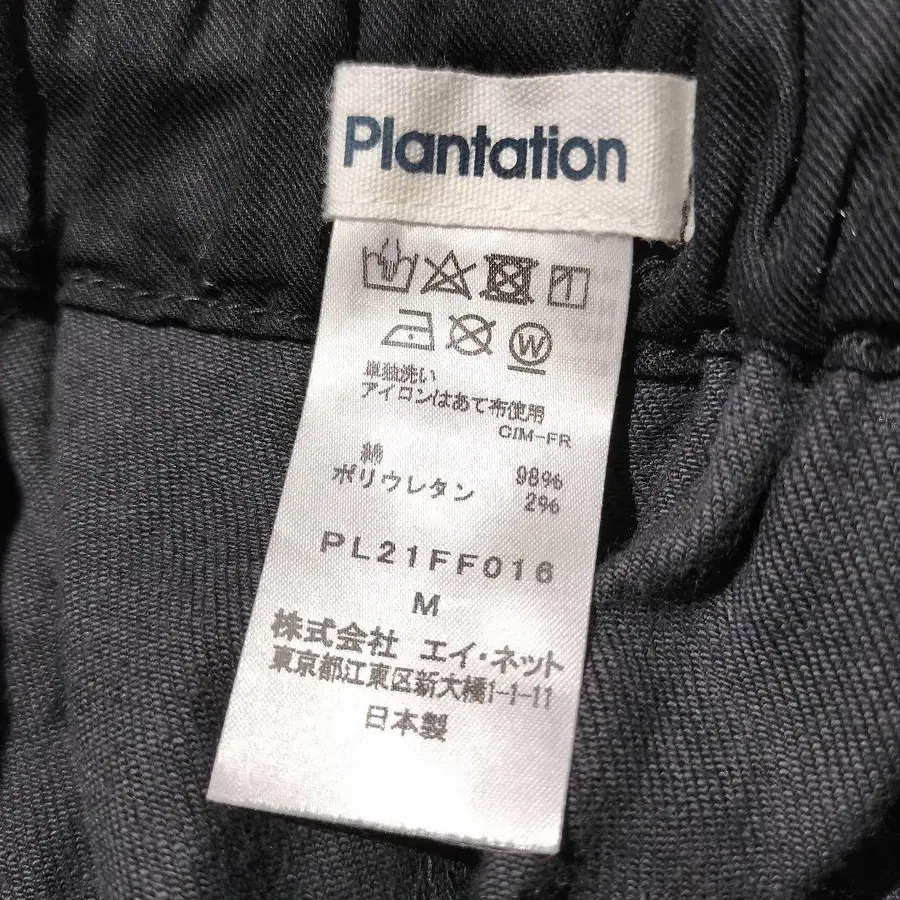 Plantation
W
単独洗い
アイロンはあて布使用
CIM-FR
綿 98%
ポリウレタン 2%
PL21FF016
M
株式会社 エイ・ネット
東京都江東区新大橋1-1-11
日本製